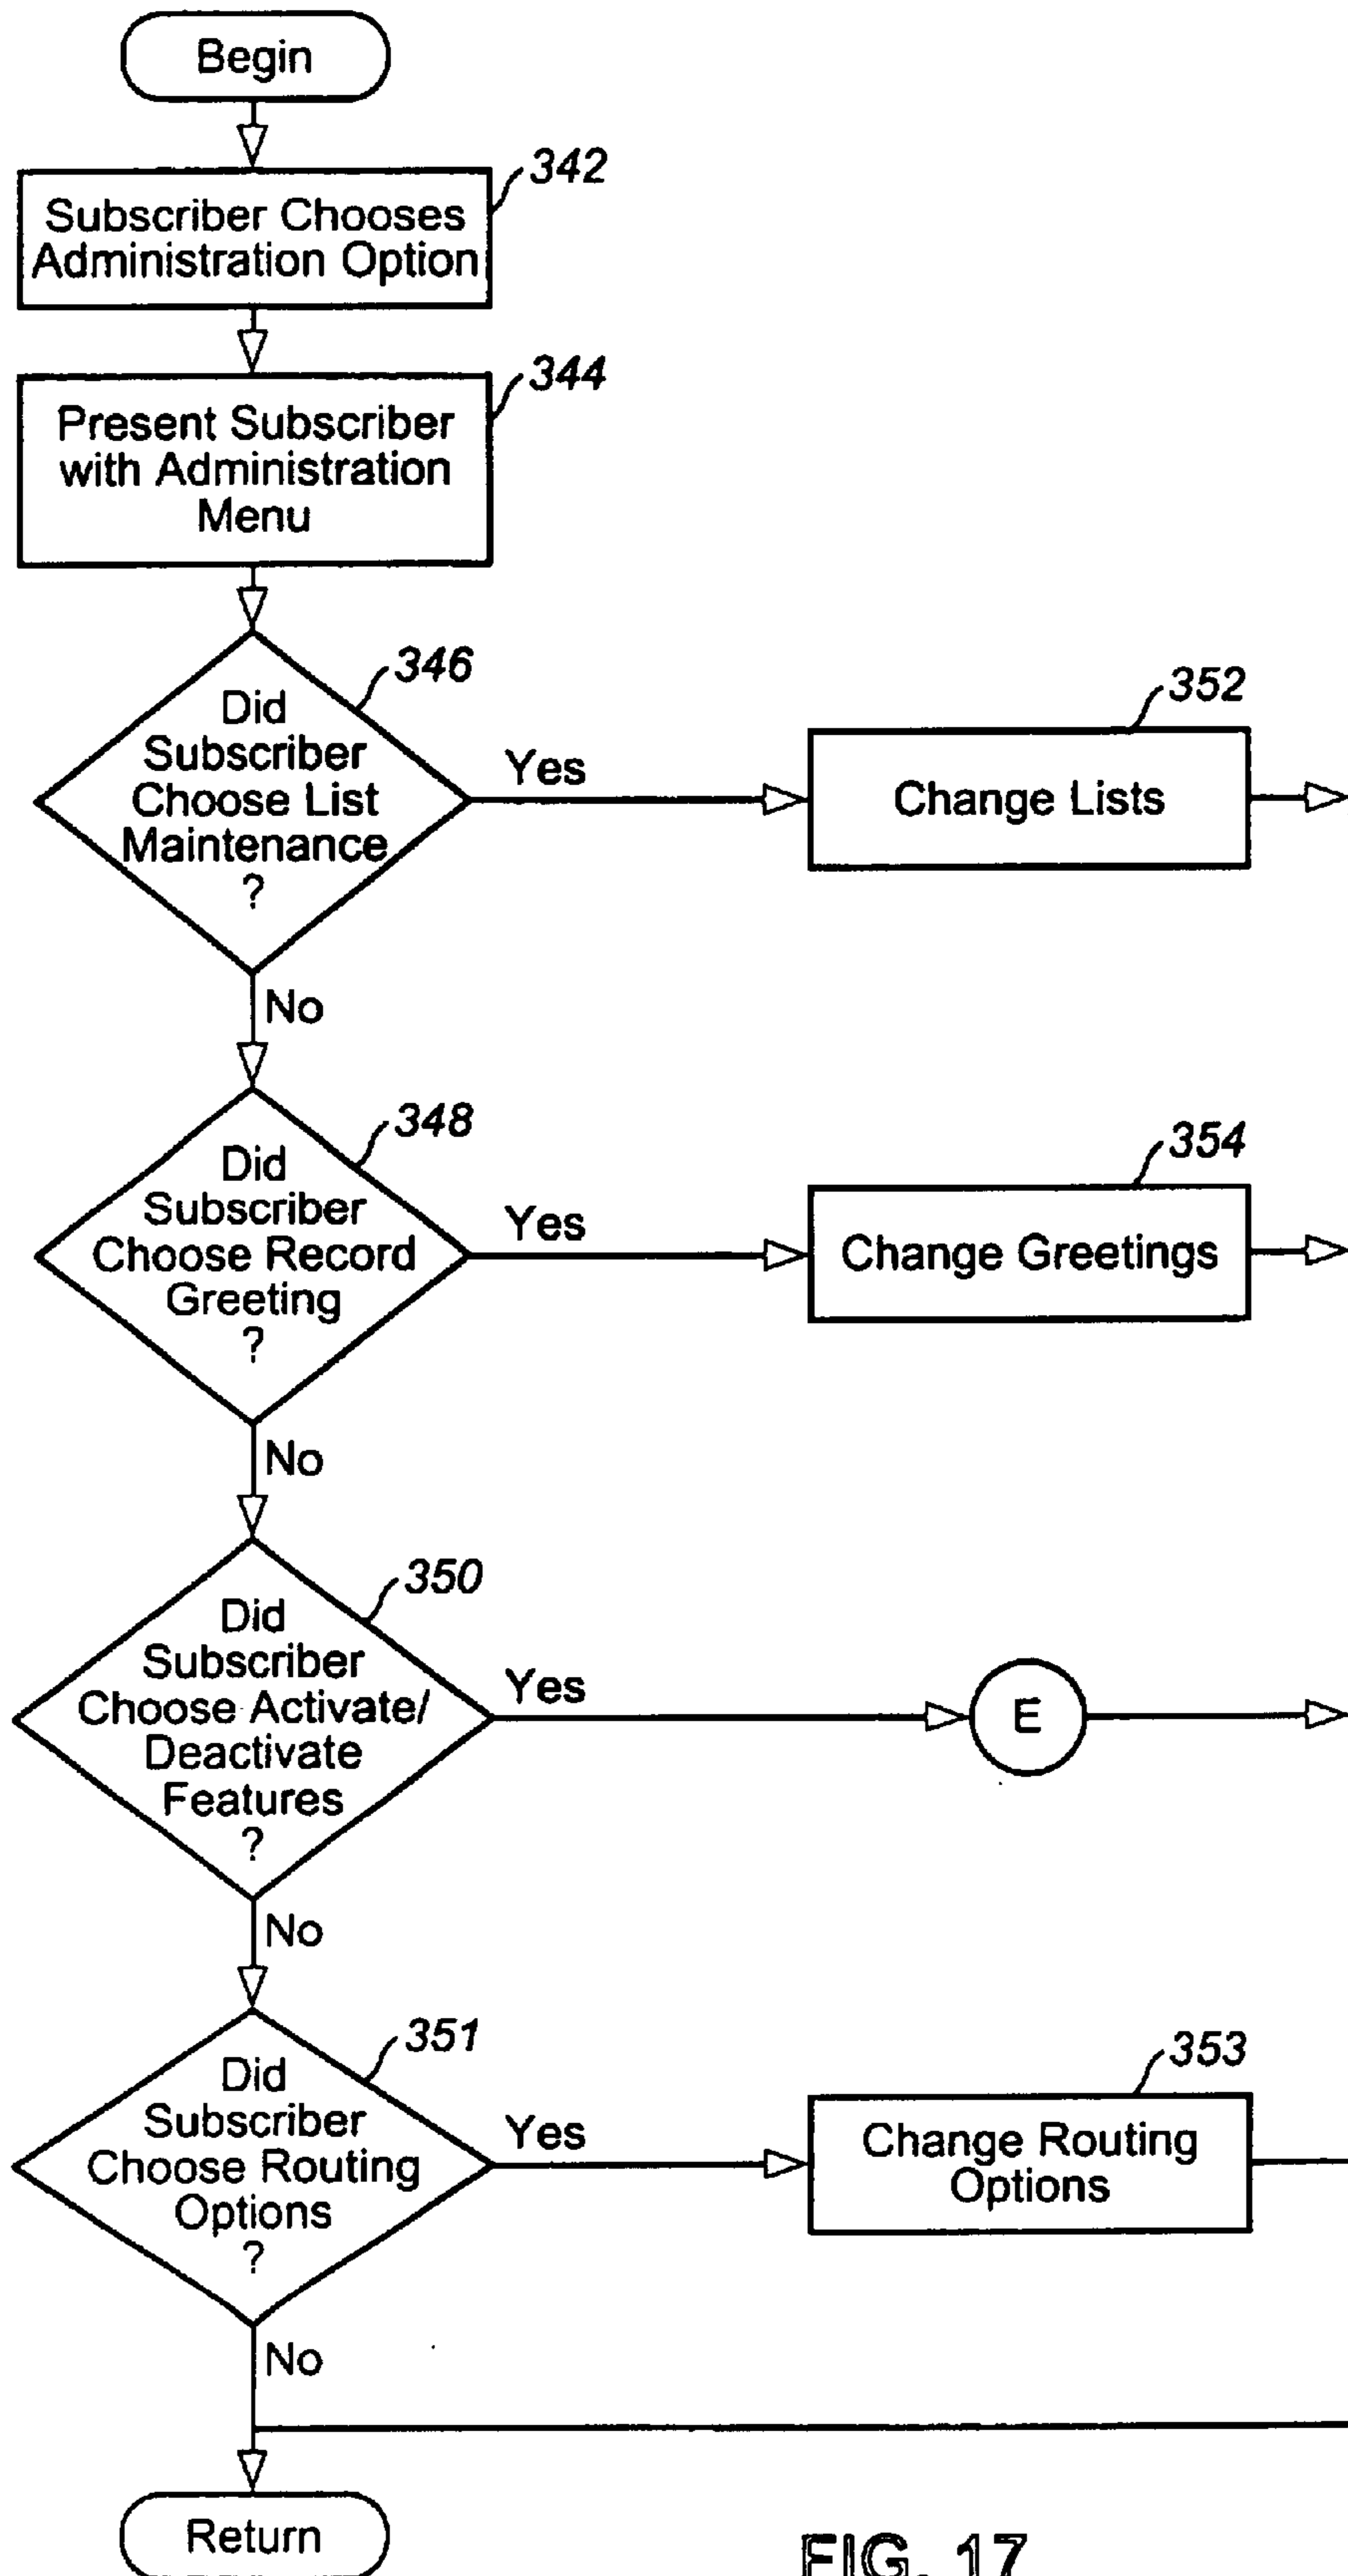 Begin
342
Subscriber Chooses
Administration Option
344
Present Subscriber
with Administration
Menu
346
Did
Subscriber
Choose List
Maintenance
?
Yes
352
Change Lists
No
348
Did
Subscriber
Choose Record
Greeting
?
Yes
354
Change Greetings
No
350
Did
Subscriber
Choose Activate/
Deactivate
Features
?
Yes
E
No
351
Did
Subscriber
Choose Routing
Options
?
Yes
353
Change Routing
Options
No
Return
FIG. 17